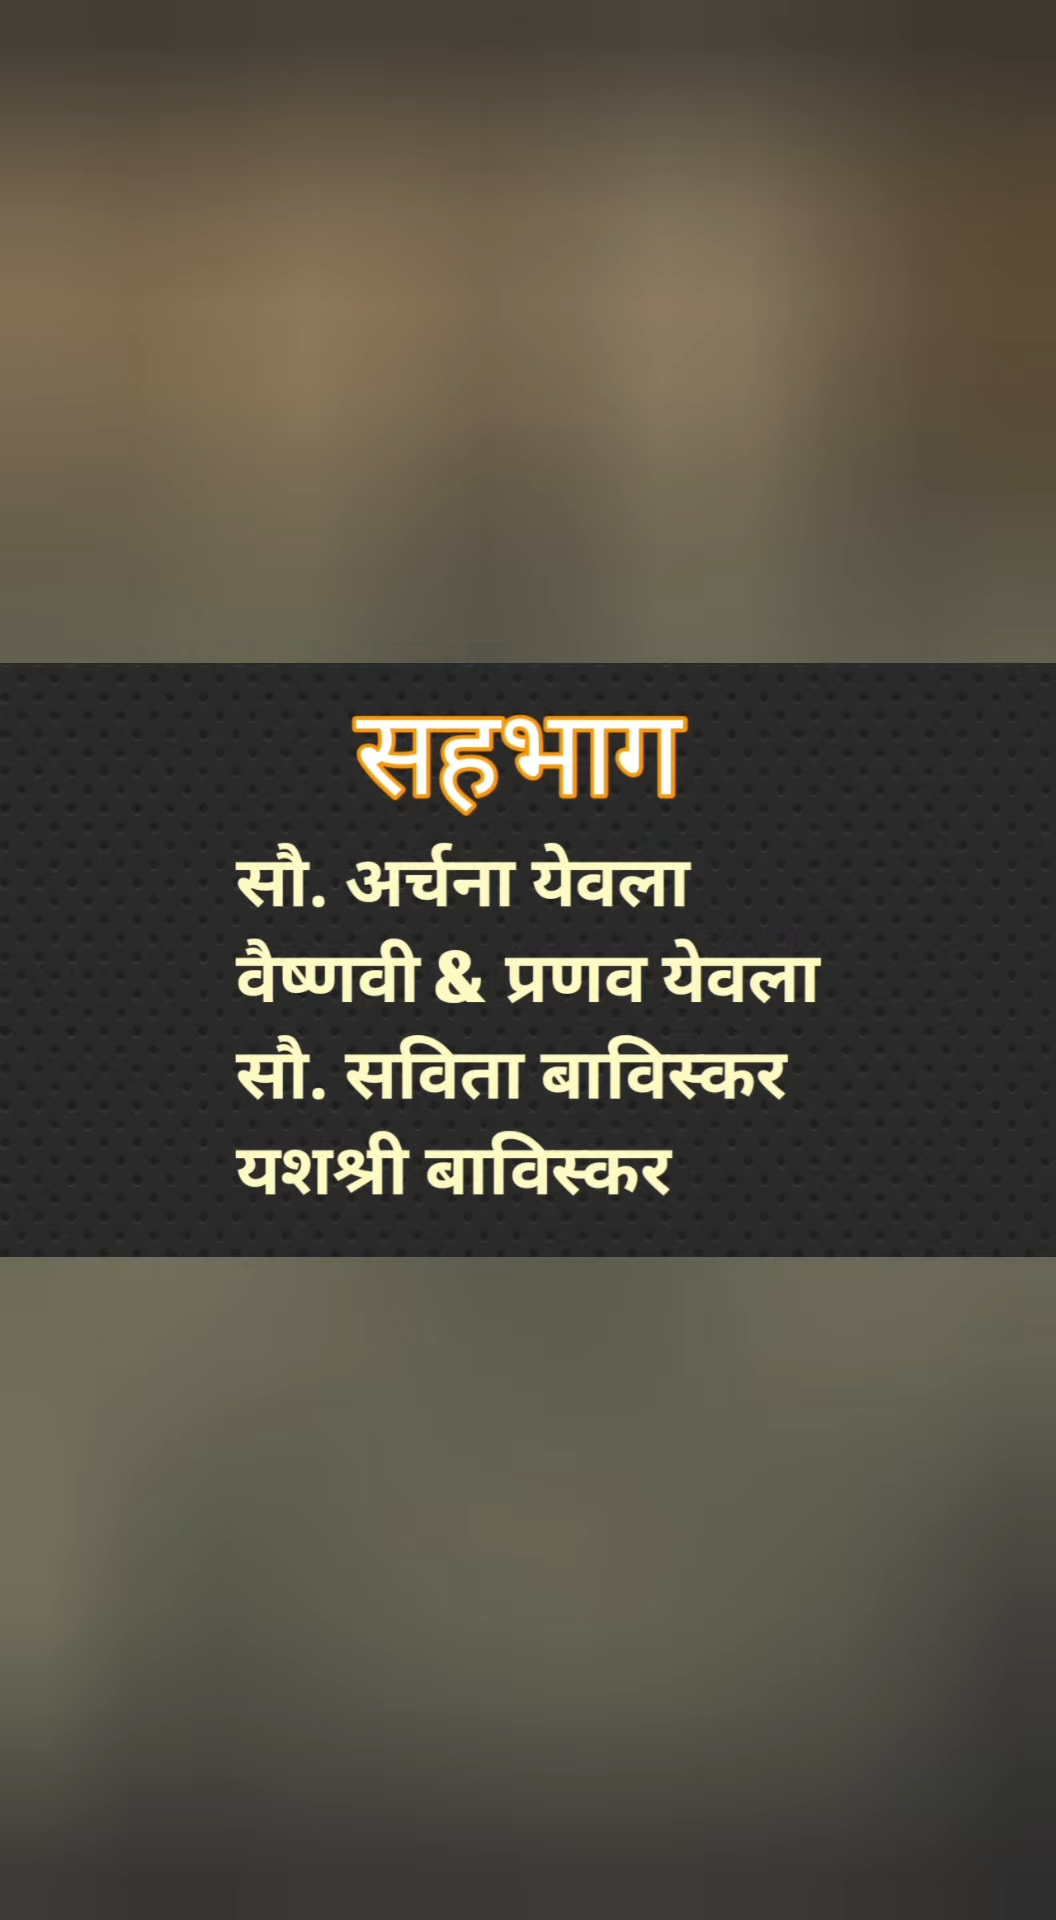 सहभाग
सौ. अर्चना येवला
वैष्णवी & प्रणव येवला
सौ. सविता बाविस्कर
यशश्री बाविस्कर